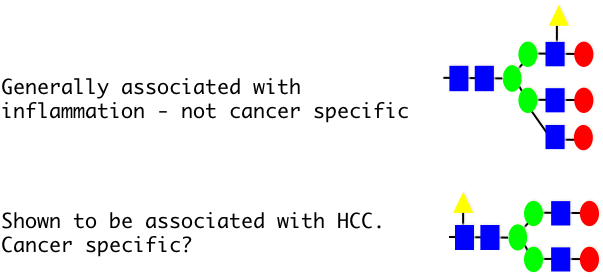 Generally associated with
inflammation - not cancer specific
Shown to be associated with HCC.
Cancer specific?